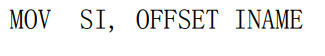 MOV SI, OFFSET INAME